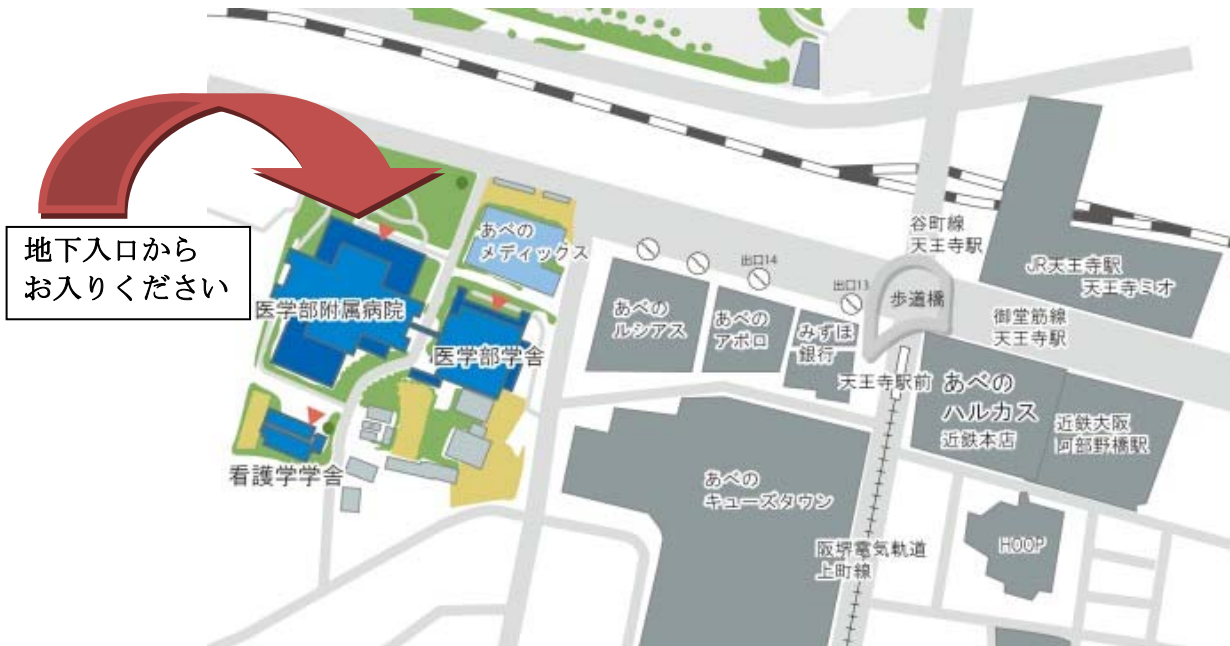 地下入口から
お入りください
医学部附属病院
あべの
メディックス
医学部学舎
看護学学舎
あべの
ルシアス
出口14
あべの
アポロ
出口13
みずほ
銀行
歩道橋
谷町線
天王寺駅
JR天王寺駅
天王寺ミオ
御堂筋線
天王寺駅
天王寺駅前
あべの
ハルカス
近鉄本店
近鉄大阪
阿部野橋駅
あべの
キューズタウン
阪堺電気軌道
上町線
HOOP